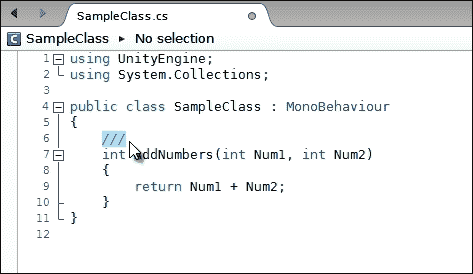 SampleClass.cs
SampleClass ▸ No selection
1 using UnityEngine;
2 using System.Collections;
3
4 public class SampleClass : MonoBehaviour
5 {
6 ///
7 int addNumbers(int Num1, int Num2)
8 {
9 return Num1 + Num2;
10 }
11 }
12